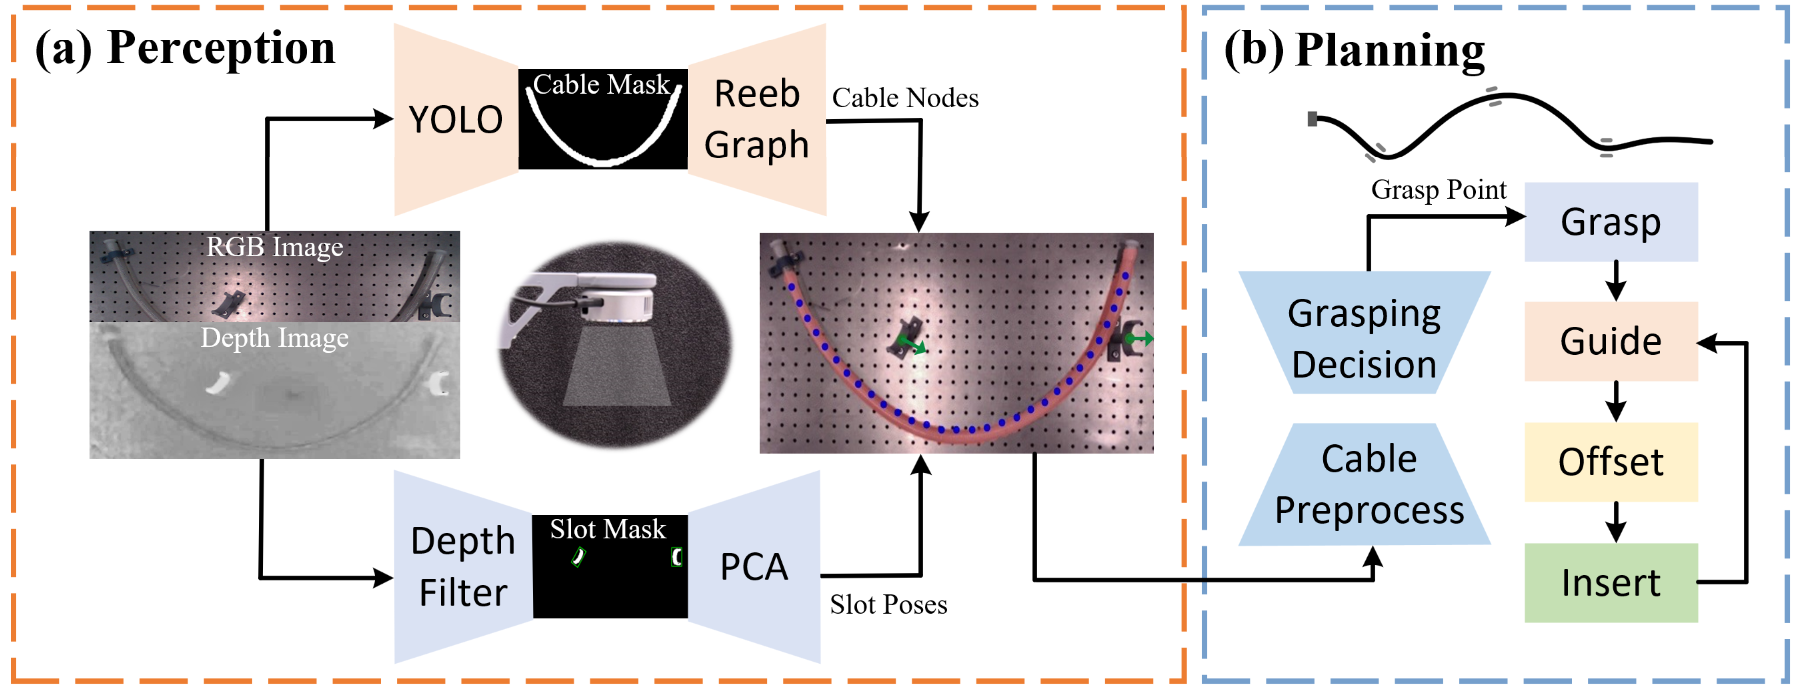 (a) Perception
YOLO
Cable Mask
Reeb
Graph
Cable Nodes
RGB Image
Depth Image
Depth
Filter
Slot Mask
PCA
Slot Poses
(b) Planning
Grasp Point
Grasping
Decision
Cable
Preprocess
Grasp
Guide
Offset
Insert